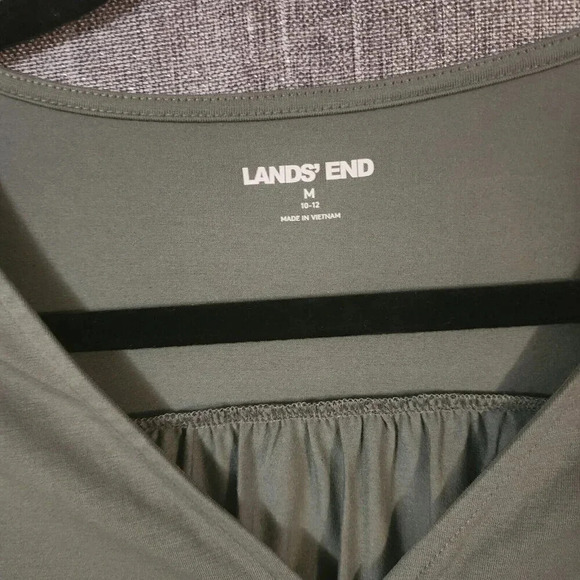 LANDS' END
M
10-12
MADE IN VIETNAM